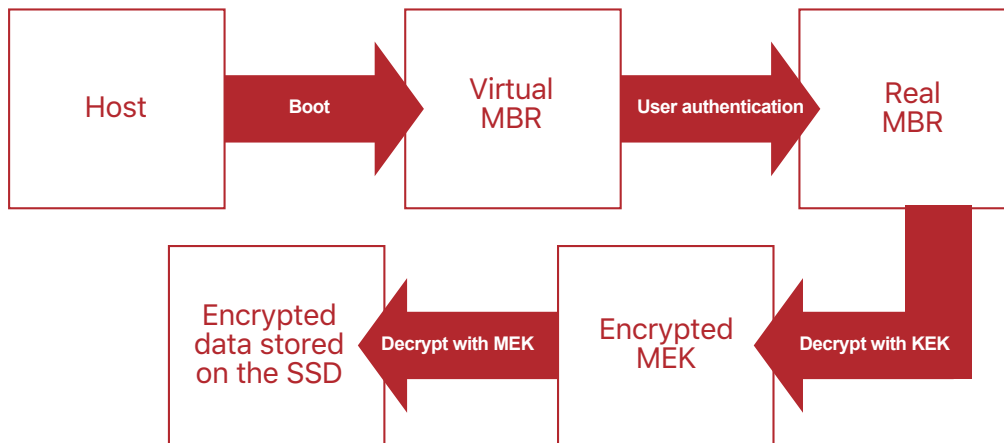 Host
Boot
Virtual
MBR
User authentication
Real
MBR
Decrypt with KEK
Encrypted
MEK
Decrypt with MEK
Encrypted
data stored
on the SSD